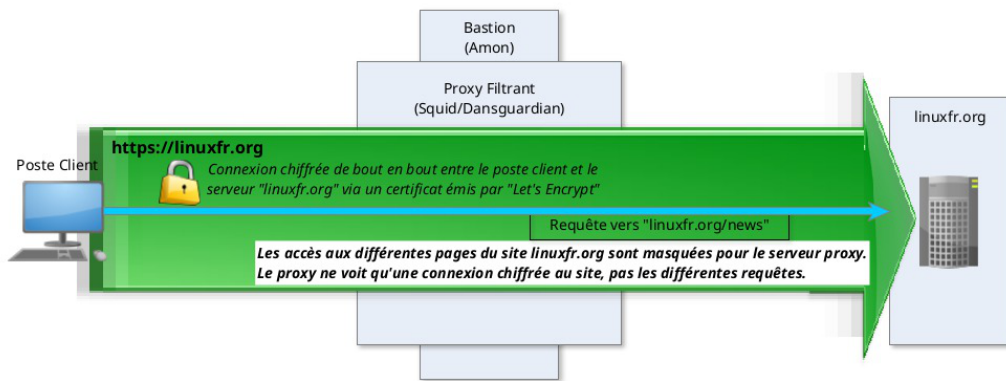 Bastion
(Amon)
Proxy Filtrant
(Squid/Dansguardian)
linuxfr.org
https://linuxfr.org
Poste Client
Connexion chiffrée de bout en bout entre le poste client et le
serveur "linuxfr.org" via un certificat émis par "Let's Encrypt"
Requête vers "linuxfr.org/news"
Les accès aux différentes pages du site linuxfr.org sont masquées pour le serveur proxy.
Le proxy ne voit qu'une connexion chiffrée au site, pas les différentes requêtes.